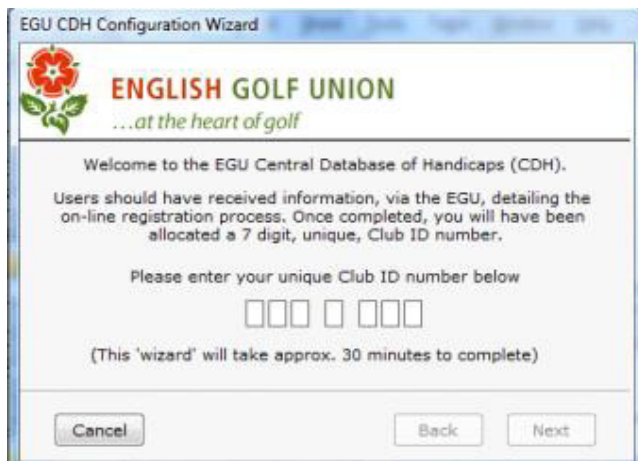 EGU CDH Configuration Wizard
ENGLISH GOLF UNION
...at the heart of golf
Welcome to the EGU Central Database of Handicaps (CDH).
Users should have received information, via the EGU, detailing the
on-line registration process. Once completed, you will have been
allocated a 7 digit, unique, Club ID number.
Please enter your unique Club ID number below
(This 'wizard' will take approx. 30 minutes to complete)
Cancel
Back
Next